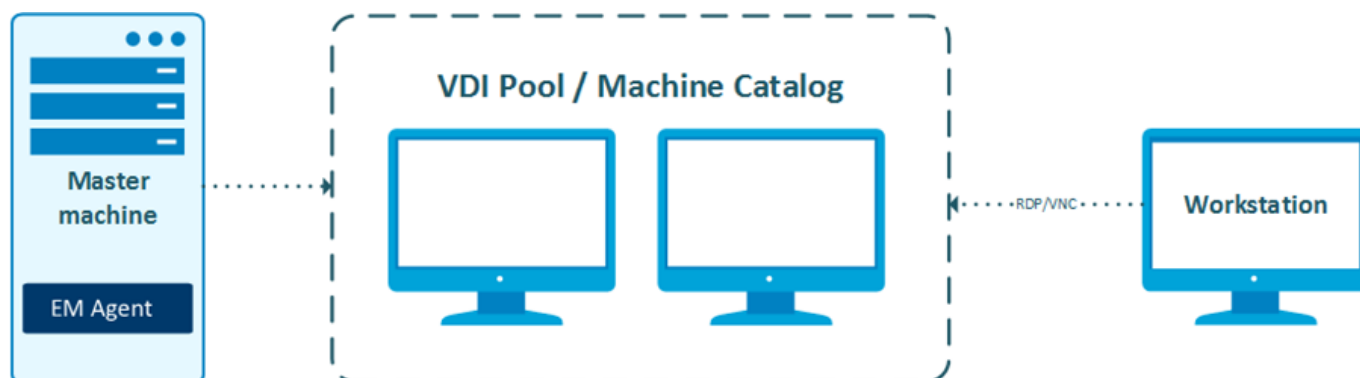 VDI Pool / Machine Catalog
Master
machine
EM Agent
RDP/VNC
Workstation